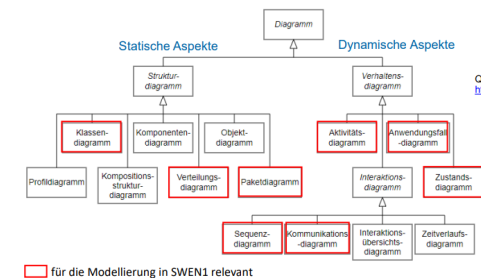 Diagramm
Statische Aspekte
Dynamische Aspekte
Struktur-
diagramm
Verhaltens-
diagramm
Q
h
Klassen-
diagramm
Komponenten-
diagramm
Objekt-
diagramm
Aktivitäts-
diagramm
Anwendungsfall
-diagramm
Profildiagramm
Kompositions-
struktur-
diagramm
Verteilungs-
diagramm
Paketdiagramm
Interaktions-
diagramm
Zustands-
diagramm
Sequenz-
diagramm
Kommunikations
-diagramm
Interaktions-
übersichts-
diagramm
Zeitverlaufs-
diagramm
für die Modellierung in SWEN1 relevant